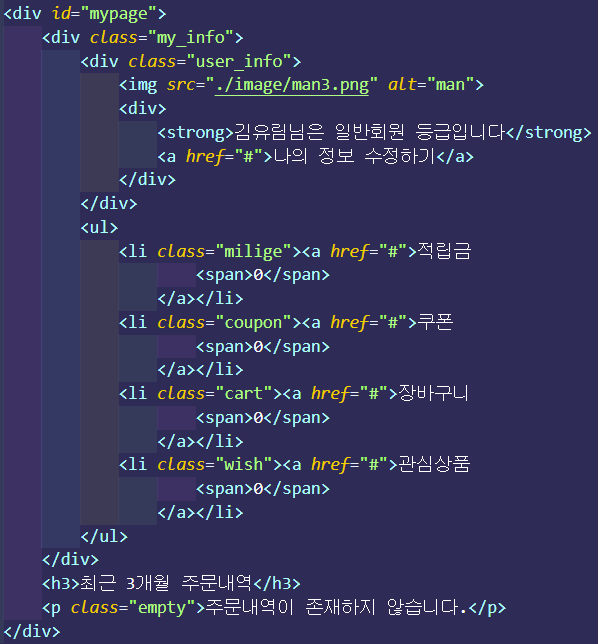 <div id="mypage">
<div class="my_info">
<div class="user_info">
<img src="./image/man3.png" alt="man">
<div>
<strong>김유림님은 일반회원 등급입니다</strong>
<a href="#">나의 정보 수정하기</a>
</div>
</div>
<ul>
<li class="milige"><a href="#">적립금
<span>0</span>
</a></li>
<li class="coupon"><a href="#">쿠폰
<span>0</span>
</a></li>
<li class="cart"><a href="#">장바구니
<span>0</span>
</a></li>
<li class="wish"><a href="#">관심상품
<span>0</span>
</a></li>
</ul>
</div>
<h3>최근 3개월 주문내역</h3>
<p class="empty">주문내역이 존재하지 않습니다.</p>
</div>